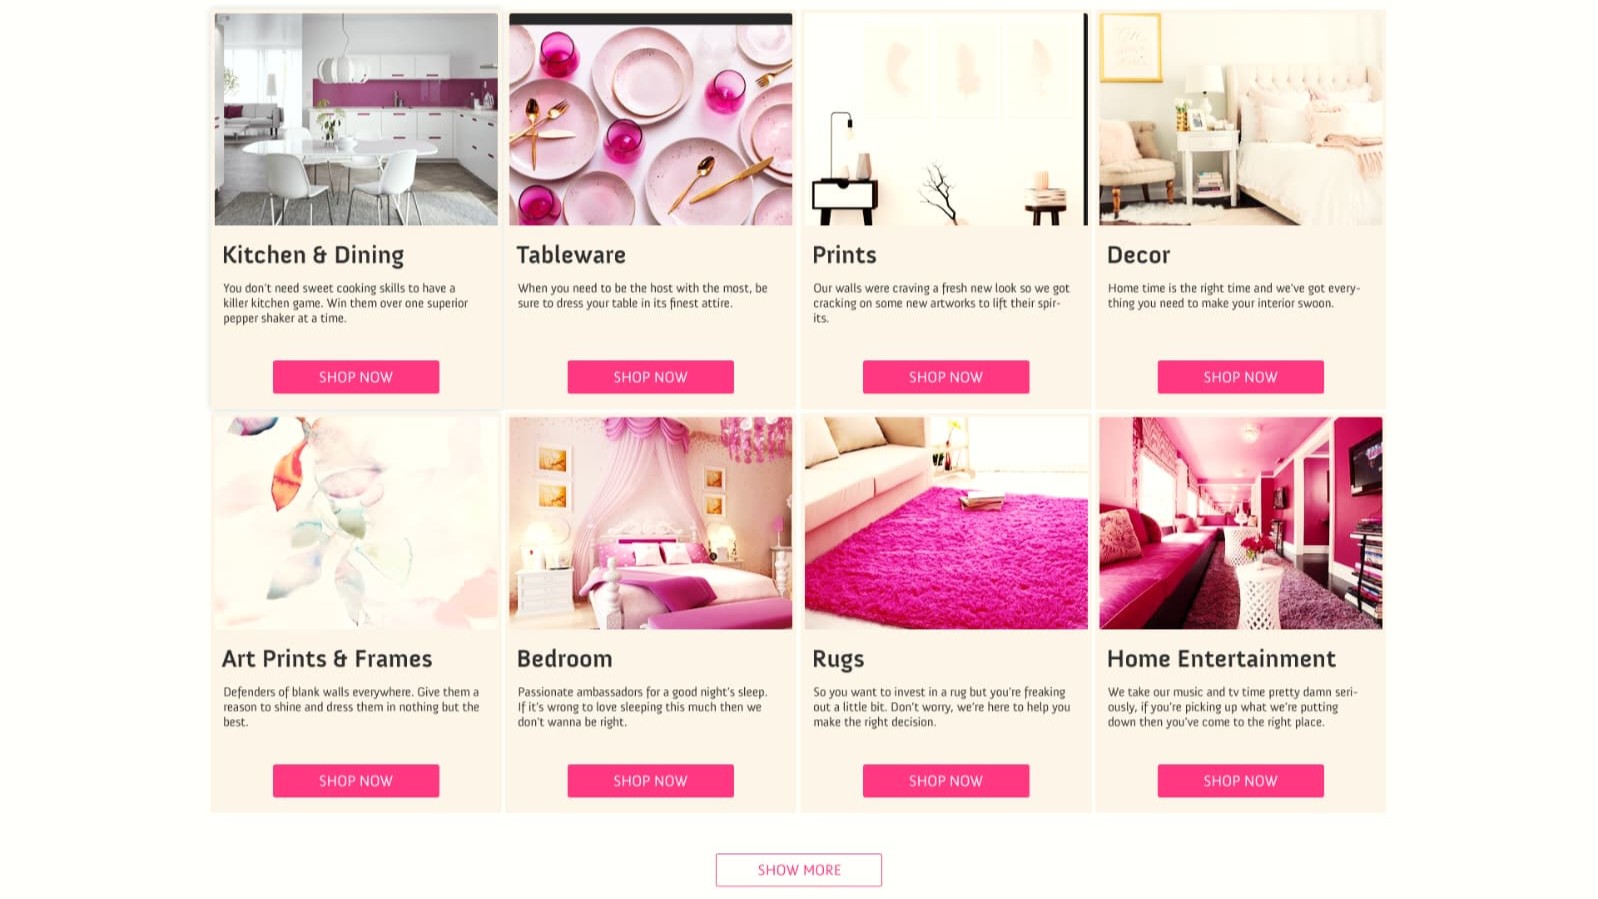 Kitchen & Dining
You don't need sweet cooking skills to have a
killer kitchen game. Win them over one superior
pepper shaker at a time.
SHOP NOW
Tableware
When you need to be the host with the most, be
sure to dress your table in its finest attire.
SHOP NOW
Prints
Our walls were craving a fresh new look so we got
cracking on some new artworks to lift their spir-
its.
SHOP NOW
Decor
Home time is the right time and we've got every-
thing you need to make your interior swoon.
SHOP NOW
Art Prints & Frames
Defenders of blank walls everywhere. Give them a
reason to shine and dress them in nothing but the
best.
SHOP NOW
Bedroom
Passionate ambassadors for a good night's sleep.
If it's wrong to love sleeping this much then we
don't wanna be right.
SHOP NOW
Rugs
So you want to invest in a rug but you're freaking
out a little bit. Don't worry, we're here to help you
make the right decision.
SHOP NOW
Home Entertainment
We take our music and tv time pretty damn seri-
ously, if you're picking up what we're putting
down then you've come to the right place.
SHOP NOW
SHOW MORE